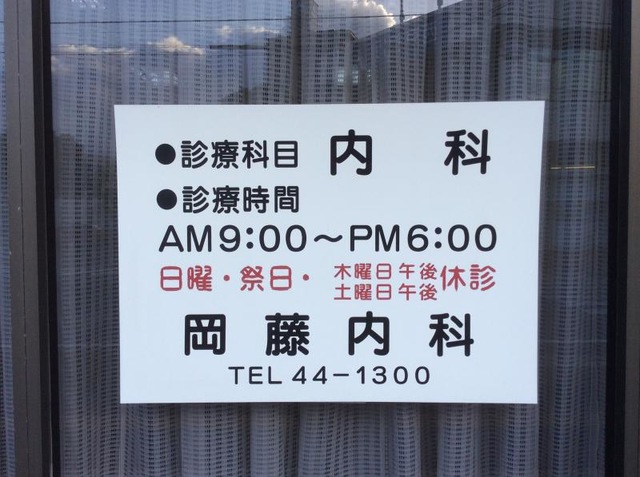 ●診療科目 内科
●診療時間
AM9:00～PM6:00
日曜・祭日・木曜日午後
土曜日午後休診
岡藤内科
TEL 44-1300